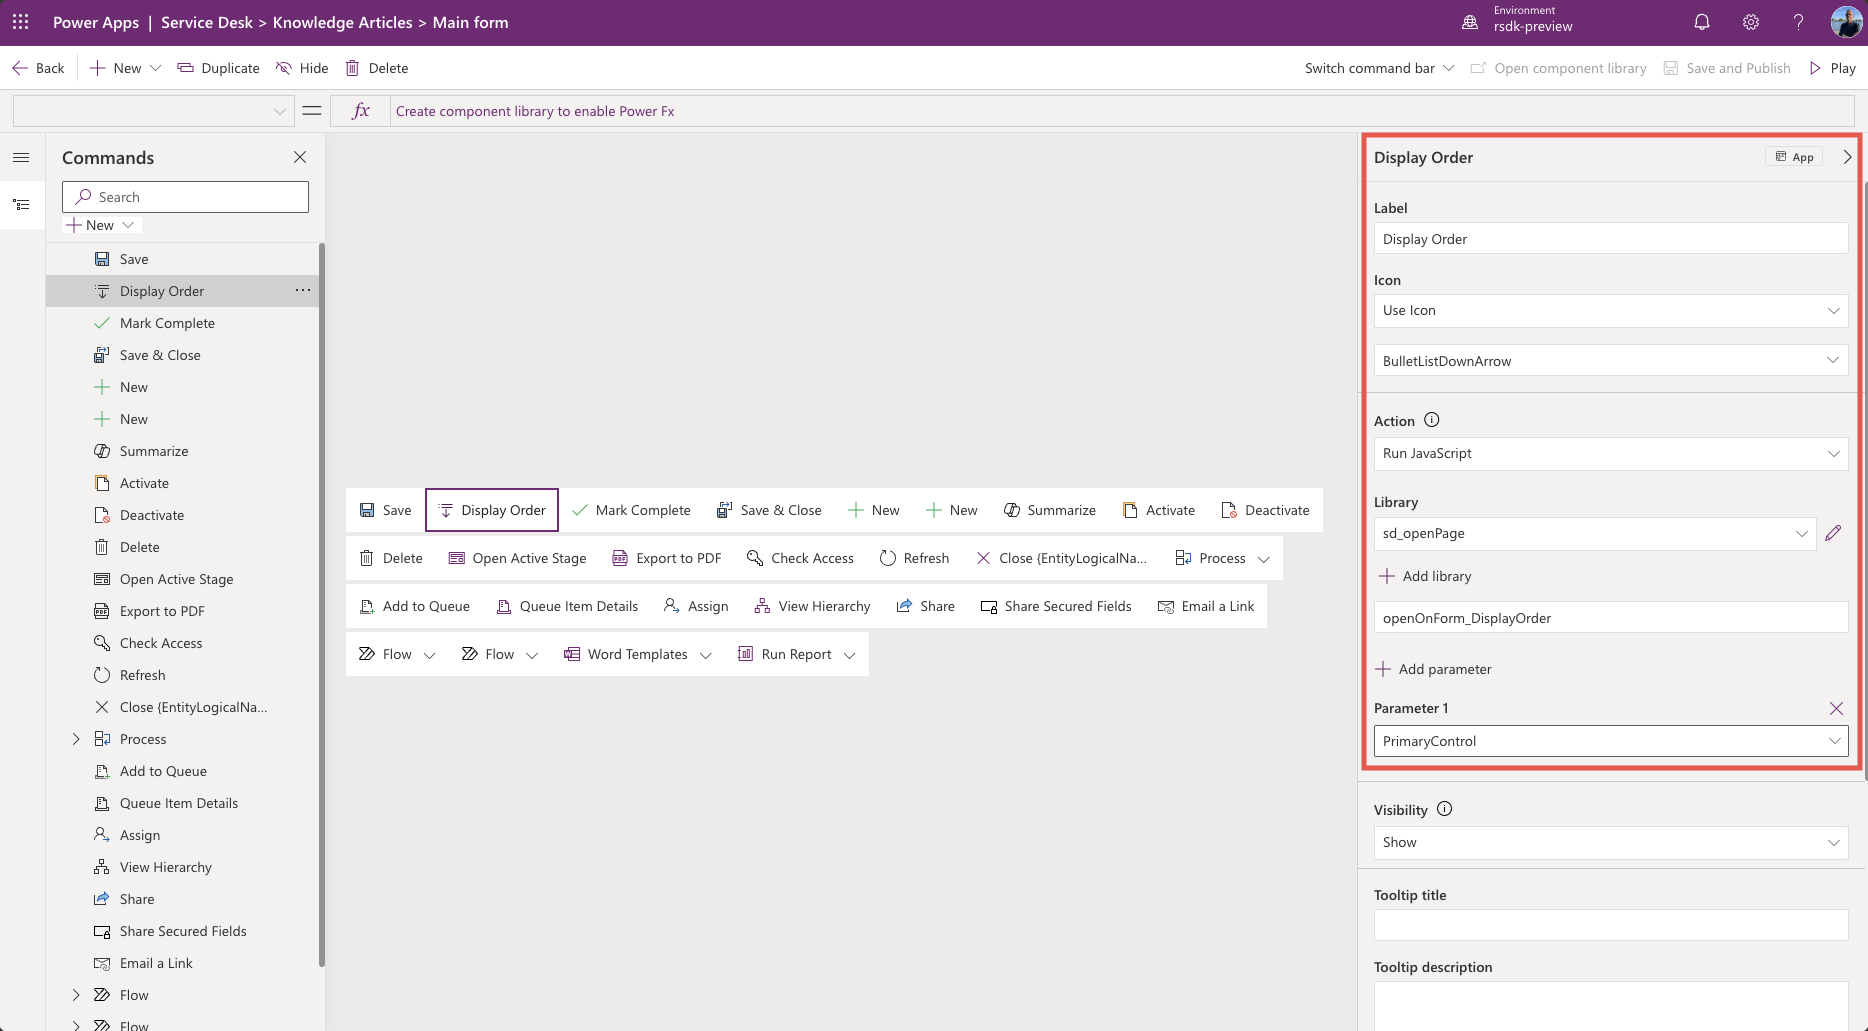 Power Apps | Service Desk > Knowledge Articles > Main form
Environment
rsdk-preview
Back
New
Duplicate
Hide
Delete
Switch command bar
Open component library
Save and Publish
Play
fx
Create component library to enable Power Fx
Commands
Search
New
Save
Display Order
Mark Complete
Save & Close
New
New
Summarize
Activate
Deactivate
Delete
Open Active Stage
Export to PDF
Check Access
Refresh
Close {EntityLogicalNa...
Process
Add to Queue
Queue Item Details
Assign
View Hierarchy
Share
Share Secured Fields
Email a Link
Flow
Flow
Save Display Order Mark Complete Save & Close New New Summarize Activate Deactivate
Delete Open Active Stage Export to PDF Check Access Refresh Close {EntityLogicalNa... Process
Add to Queue Queue Item Details Assign View Hierarchy Share Share Secured Fields Email a Link
Flow Flow Word Templates Run Report
Display Order
App
Label
Display Order
Icon
Use Icon
BulletListDownArrow
Action
Run JavaScript
Library
sd_openPage
Add library
openOnForm_DisplayOrder
Add parameter
Parameter 1
PrimaryControl
Visibility
Show
Tooltip title
Tooltip description